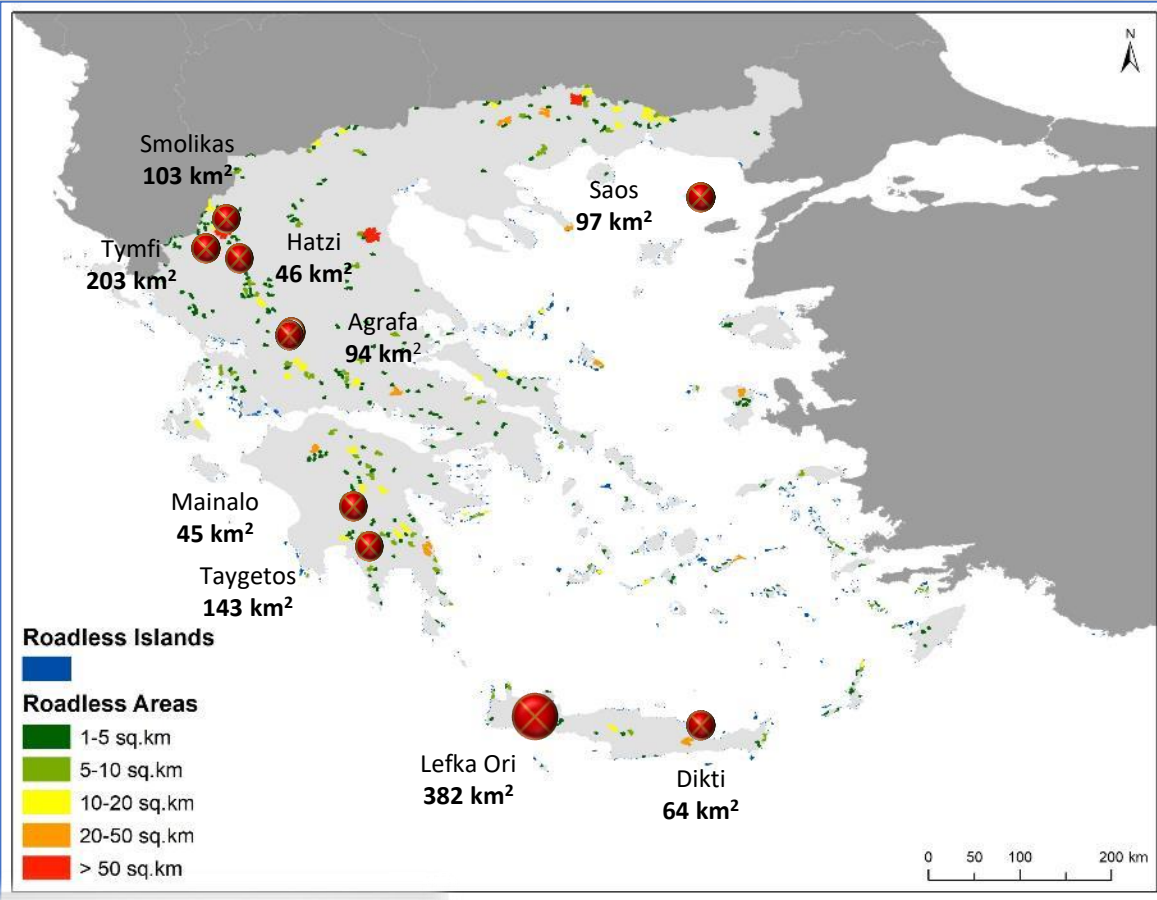 N
Smolikas
103 km²
Saos
97 km²
Tymfi
203 km²
Hatzi
46 km²
Agrafa
94 km²
Mainalo
45 km²
Taygetos
143 km²
Roadless Islands
Roadless Areas
1-5 sq.km
5-10 sq.km
10-20 sq.km
20-50 sq.km
> 50 sq.km
Lefka Ori
382 km²
Dikti
64 km²
0 50 100 200 km